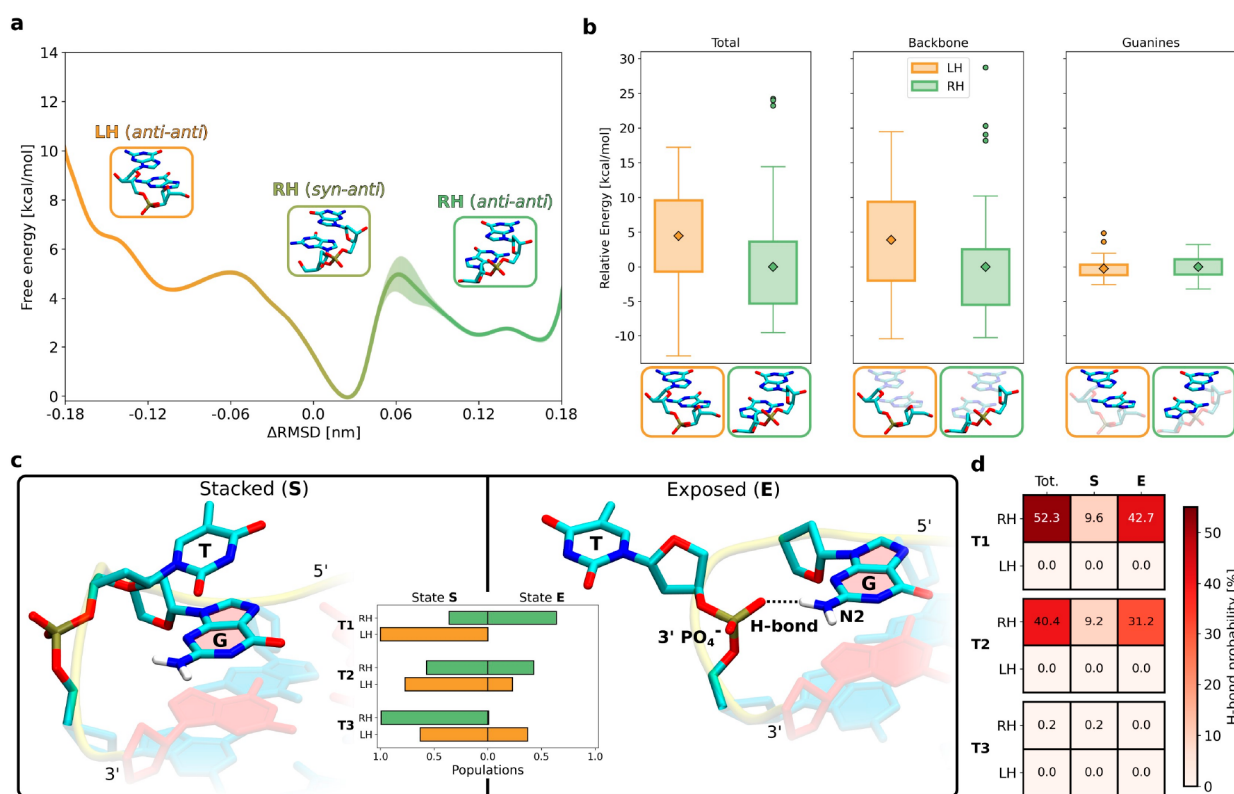 a
14
12
10
8
6
4
2
0
Free energy [kcal/mol]
LH (anti-anti)
RH (syn-anti)
RH (anti-anti)
-0.18
-0.12
-0.06
0.0
0.06
0.12
0.18
ΔRMSD [nm]
b
Total
Backbone
Guanines
30
25
20
15
10
5
0
-5
-10
Relative Energy [kcal/mol]
LH
RH
c
Stacked (S)
T
5'
G
3'
Exposed (E)
T
5'
G
N2
H-bond
3' PO4-
3'
State S
State E
T1
RH
LH
T2
RH
LH
T3
RH
LH
1.0
0.5
0.0
0.5
1.0
Populations
d
Tot.
S
E
T1
RH
52.3
9.6
42.7
LH
0.0
0.0
0.0
T2
RH
40.4
9.2
31.2
LH
0.0
0.0
0.0
T3
RH
0.2
0.2
0.0
LH
0.0
0.0
0.0
50
40
30
20
10
0
H-bond probability [%]